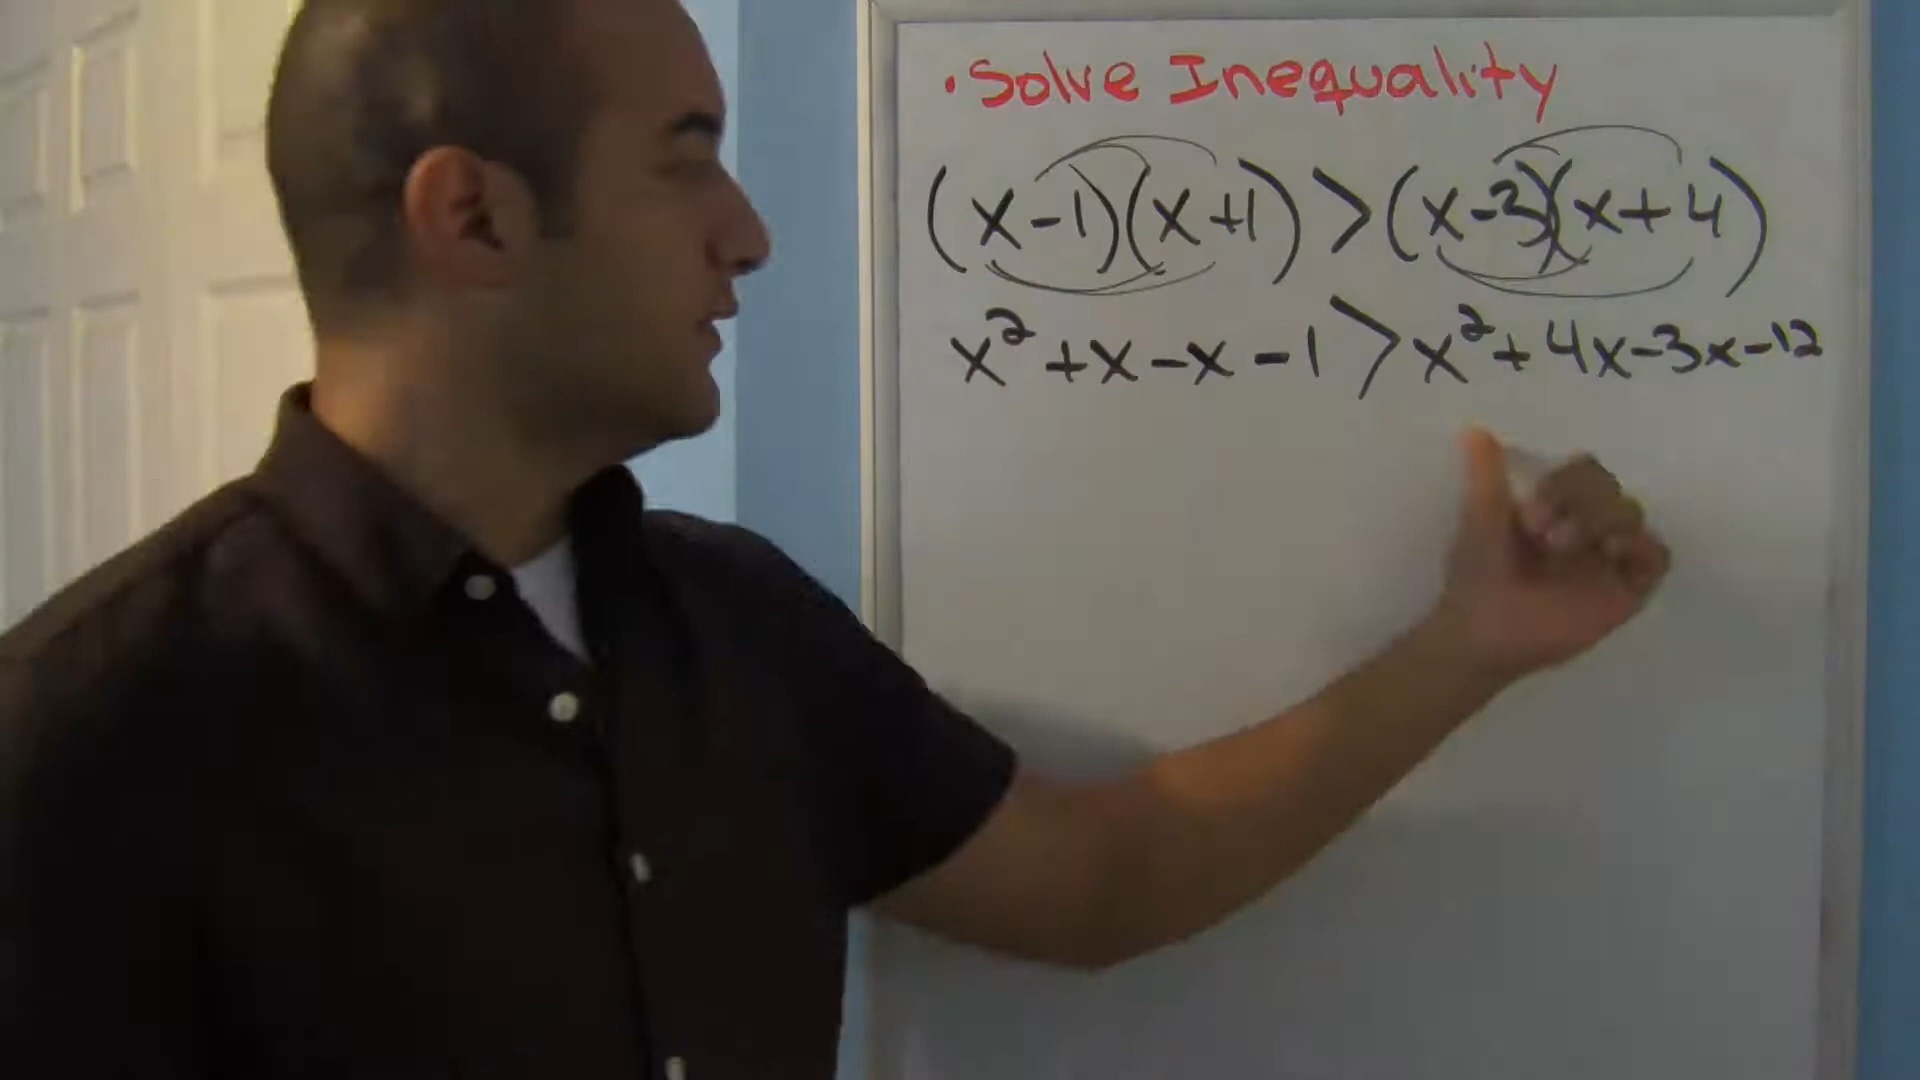 • Solve Inequality
(x-1)(x+1)>(x-3)(x+4)
x²+x-x-1>x²+4x-3x-12